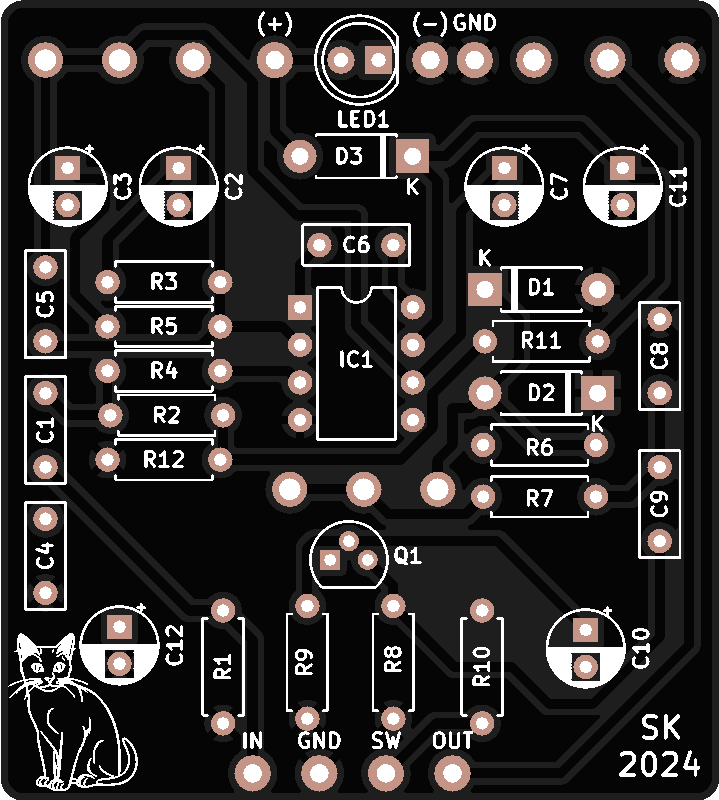 (+) (-) GND
LED1
D3
K
C3 C2 C7 C11
C6
K
D1
R3
C5
R5
R11
IC1
C8
R4
D2
R2
K
C1
R6
R12
R7
C9
C4
Q1
C12
R1 R9 R8 R10
C10
IN GND SW OUT
SK
2024